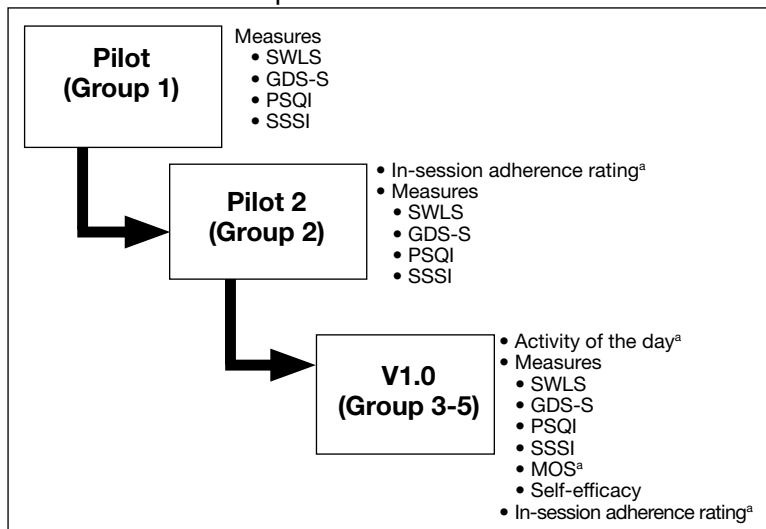 Pilot
(Group 1)
Measures
• SWLS
• GDS-S
• PSQI
• SSSI
Pilot 2
(Group 2)
• In-session adherence ratingᵃ
• Measures
• SWLS
• GDS-S
• PSQI
• SSSI
V1.0
(Group 3-5)
• Activity of the dayᵃ
• Measures
• SWLS
• GDS-S
• PSQI
• SSSI
• MOSᵃ
• Self-efficacy
• In-session adherence ratingᵃ